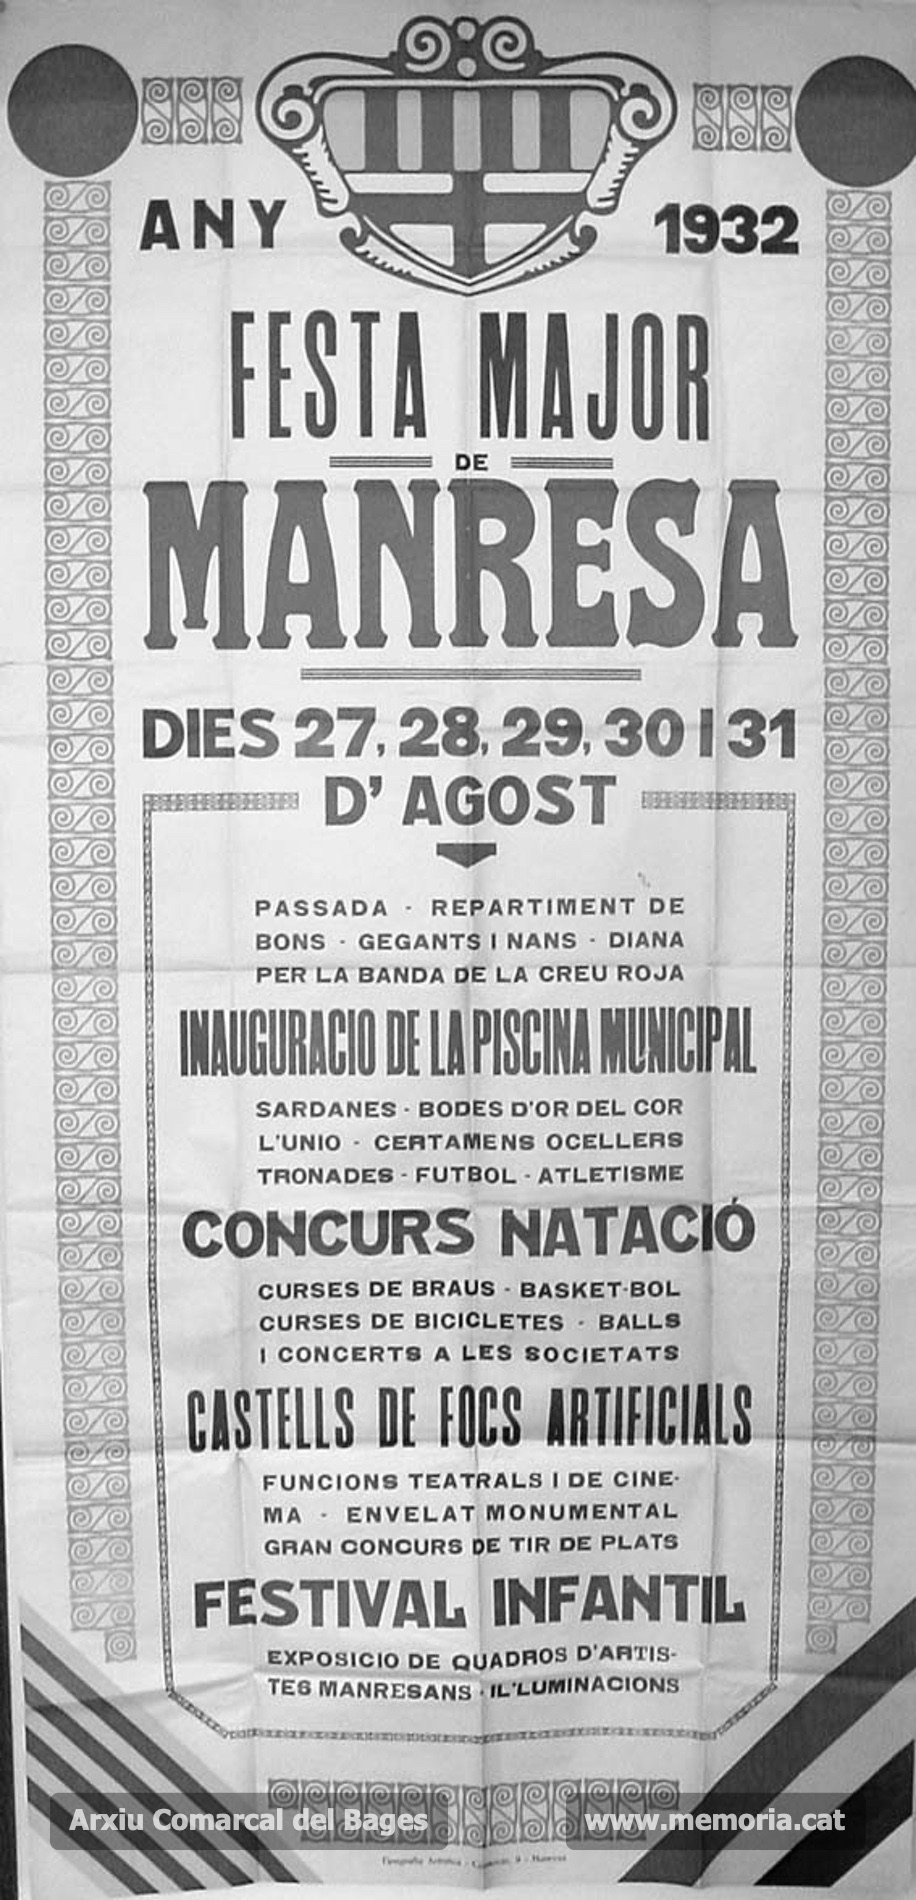 ANY 1932
FESTA MAJOR
DE
MANRESA
DIES 27, 28, 29, 30 I 31
D' AGOST
PASSADA - REPARTIMENT DE
BONS - GEGANTS I NANS - DIANA
PER LA BANDA DE LA CREU ROJA
INAUGURACIO DE LA PISCINA MUNICIPAL
SARDANES - BODES D'OR DEL COR
L'UNIO - CERTAMENS OCELLERS
TRONADES - FUTBOL - ATLETISME
CONCURS NATACIÓ
CURSES DE BRAUS - BASKET-BOL
CURSES DE BICICLETES - BALLS
I CONCERTS A LES SOCIETATS
CASTELLS DE FOCS ARTIFICIALS
FUNCIONS TEATRALS I DE CINE-
MA - ENVELAT MONUMENTAL
GRAN CONCURS DE TIR DE PLATS
FESTIVAL INFANTIL
EXPOSICIO DE QUADROS D'ARTIS-
TES MANRESANS - IL'LUMINACIONS
Arxiu Comarcal del Bages
www.memoria.cat